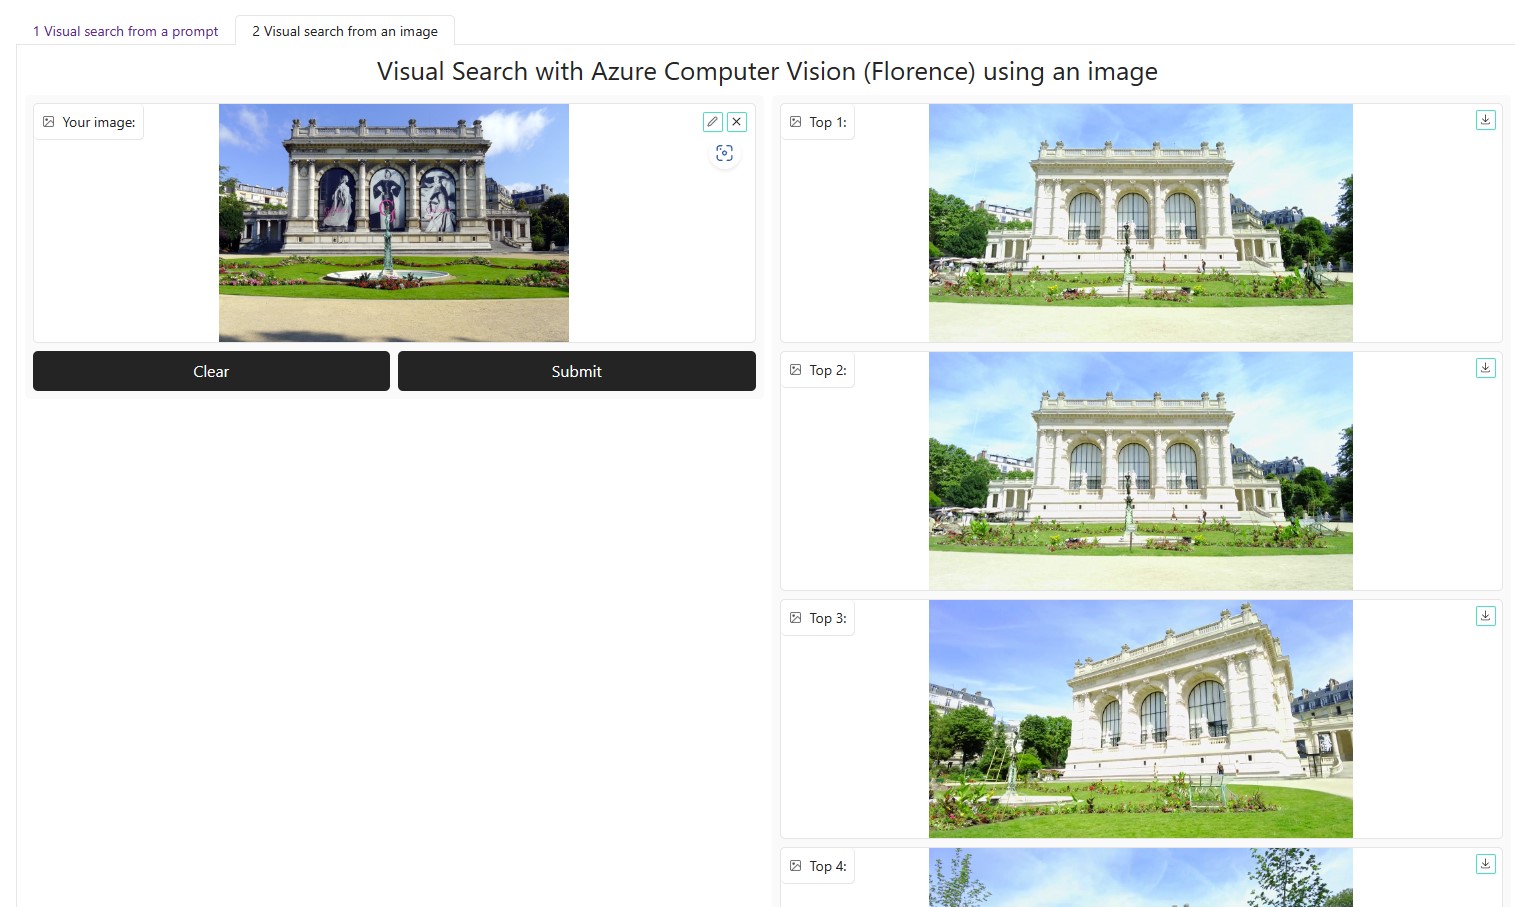 1 Visual search from a prompt
2 Visual search from an image
Visual Search with Azure Computer Vision (Florence) using an image
Your image:
Clear
Submit
Top 1:
Top 2:
Top 3:
Top 4: